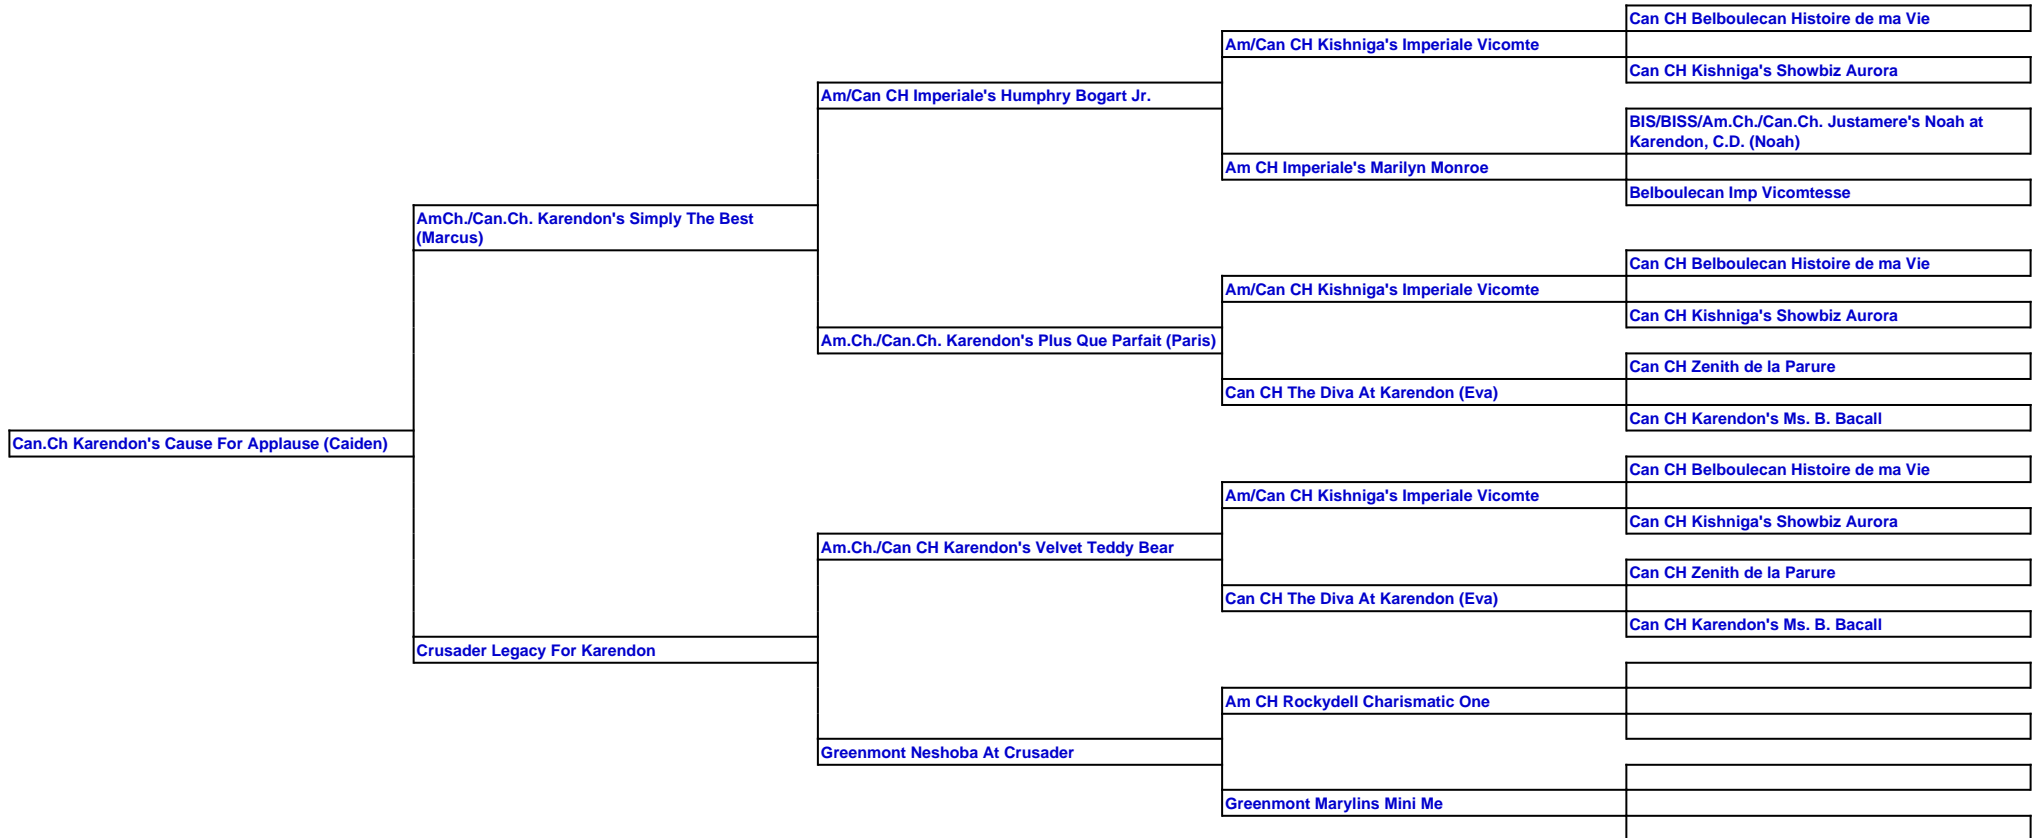 Can CH Belboulecan Histoire de ma Vie
Am/Can CH Kishniga's Imperiale Vicomte
Can CH Kishniga's Showbiz Aurora
Am/Can CH Imperiale's Humphry Bogart Jr.
BIS/BISS/Am.Ch./Can.Ch. Justamere's Noah at
Karendon, C.D. (Noah)
Am CH Imperiale's Marilyn Monroe
Belboulecan Imp Vicomtesse
AmCh./Can.Ch. Karendon's Simply The Best
(Marcus)
Can CH Belboulecan Histoire de ma Vie
Am/Can CH Kishniga's Imperiale Vicomte
Can CH Kishniga's Showbiz Aurora
Am.Ch./Can.Ch. Karendon's Plus Que Parfait (Paris)
Can CH Zenith de la Parure
Can CH The Diva At Karendon (Eva)
Can CH Karendon's Ms. B. Bacall
Can.Ch Karendon's Cause For Applause (Caiden)
Can CH Belboulecan Histoire de ma Vie
Am/Can CH Kishniga's Imperiale Vicomte
Can CH Kishniga's Showbiz Aurora
Am.Ch./Can CH Karendon's Velvet Teddy Bear
Can CH Zenith de la Parure
Can CH The Diva At Karendon (Eva)
Can CH Karendon's Ms. B. Bacall
Crusader Legacy For Karendon
Am CH Rockydell Charismatic One
Greenmont Neshoba At Crusader
Greenmont Marylins Mini Me